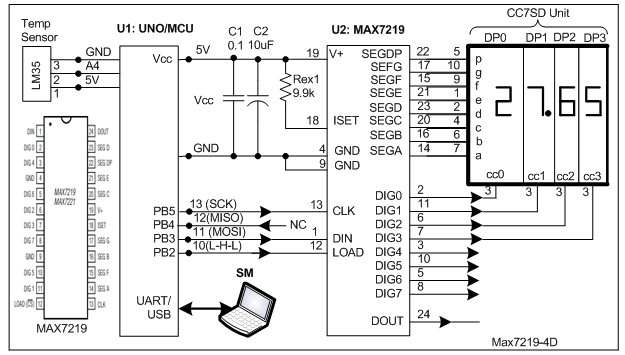 CC7SD Unit
Temp
Sensor
U1: UNO/MCU
C1 C2
0.1 10uF
U2: MAX7219
DP0 DP1 DP2 DP3
LM35
3 GND
2 A4
1 5V
Vcc 5V
19 V+
SEGDP 22 5 p
SEFG 17 10 g
SEGF 15 9 f
SEGE 21 1 e
SEGD 23 2 d
SEGC 20 4 c
SEGB 16 6 b
SEGA 14 7 a
Rex1
9.9k
Vcc
18 ISET
GND
4 GND
9 GND
2 7. 6 5
cc0 cc1 cc2 cc3
3 3 3 3
DIN 1 24 DOUT
DIG 0 2 23 SEG D
DIG 4 3 22 SEG DP
GND 4 21 SEG E
DIG 6 5 20 SEG C
DIG 2 6 19 V+
DIG 3 7 18 ISET
DIG 7 8 17 SEG G
GND 9 16 SEG B
DIG 5 10 15 SEG F
DIG 1 11 14 SEG A
LOAD (CS) 12 13 CLK
MAX7219
MAX7221
MAX7219
PB5 13 (SCK) 13 CLK
PB4 12(MISO) NC
PB3 11 (MOSI) 1 DIN
PB2 10(L-H-L) 12 LOAD
DIG0 2
DIG1 11
DIG2 6
DIG3 7
DIG4 3
DIG5 10
DIG6 5
DIG7 8
DOUT 24
UART/
USB
SM
Max7219-4D